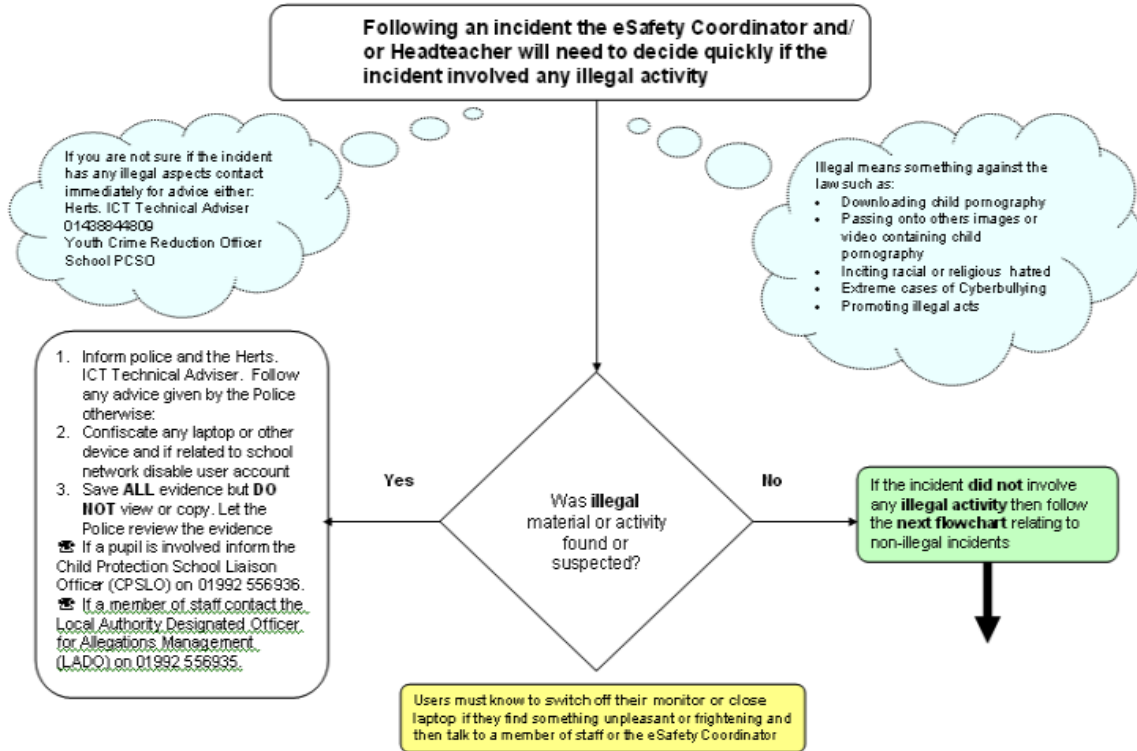 Following an incident the eSafety Coordinator and/
or Headteacher will need to decide quickly if the
incident involved any illegal activity
If you are not sure if the incident
has any illegal aspects contact
immediately for advice either:
Herts. ICT Technical Adviser
01438844809
Youth Crime Reduction Officer
School PCSO
Illegal means something against the
law such as:
• Downloading child pornography
• Passing onto others images or
video containing child
pornography
• Inciting racial or religious hatred
• Extreme cases of Cyberbullying
• Promoting illegal acts
1. Inform police and the Herts.
ICT Technical Adviser. Follow
any advice given by the Police
otherwise:
2. Confiscate any laptop or other
device and if related to school
network disable user account
3. Save ALL evidence but DO
NOT view or copy. Let the
Police review the evidence
☎ If a pupil is involved inform the
Child Protection School Liaison
Officer (CPSLO) on 01992 556936.
☎ If a member of staff contact the
Local Authority Designated Officer
for Allegations Management
(LADO) on 01992 556935.
Yes
Was illegal
material or activity
found or
suspected?
No
If the incident did not involve
any illegal activity then follow
the next flowchart relating to
non-illegal incidents
Users must know to switch off their monitor or close
laptop if they find something unpleasant or frightening and
then talk to a member of staff or the eSafety Coordinator